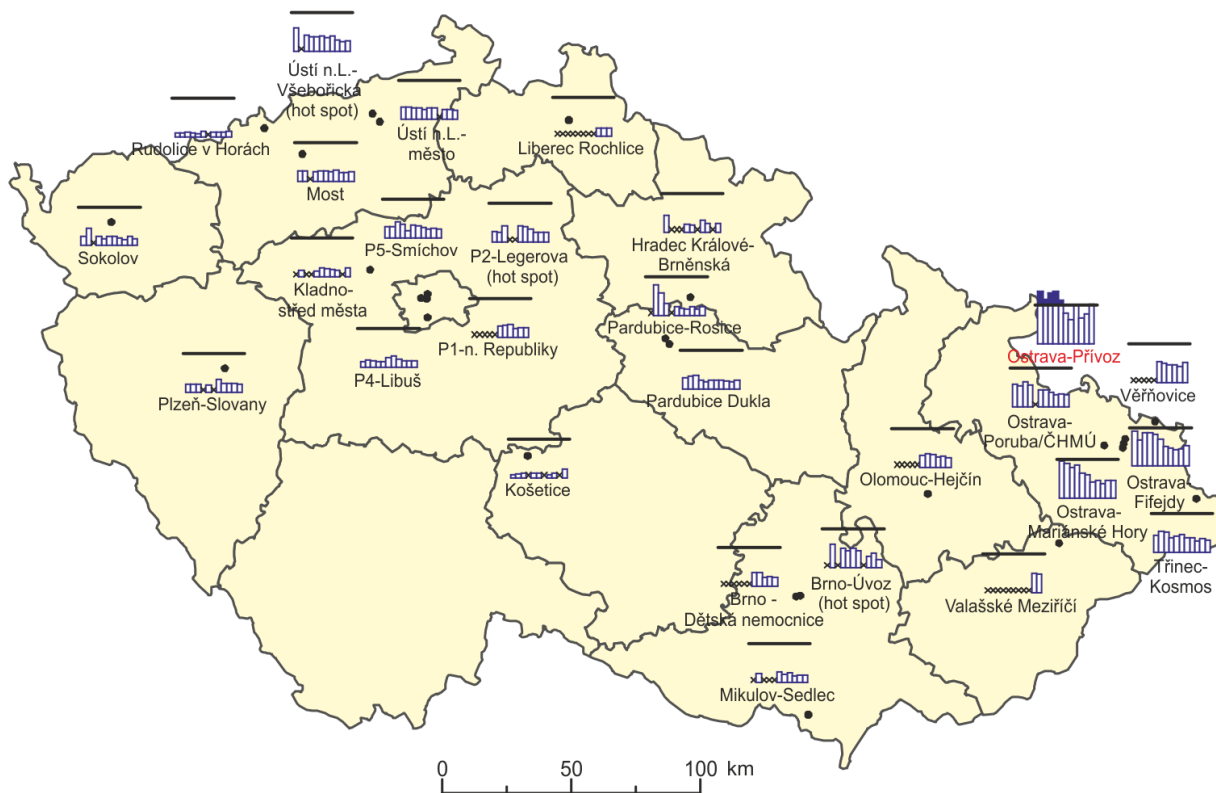 Ústí n.L.-
Všebořická
(hot spot)
Rudolice v Horách
Ústí n.L.-
město
Liberec Rochlice
Most
Sokolov
P5-Smíchov
P2-Legerova
(hot spot)
Hradec Králové-
Brněnská
Kladno-
střed města
Pardubice-Rosice
P1-n. Republiky
Ostrava-Přívoz
P4-Libuš
Plzeň-Slovany
Pardubice Dukla
Věřňovice
Ostrava-
Poruba/ČHMÚ
Košetice
Olomouc-Hejčín
Ostrava-
Fifejdy
Ostrava-
Mariánské Hory
Třinec-
Kosmos
Brno -
Dětská nemocnice
Brno-Úvoz
(hot spot)
Valašské Meziříčí
Mikulov-Sedlec
0 50 100 km